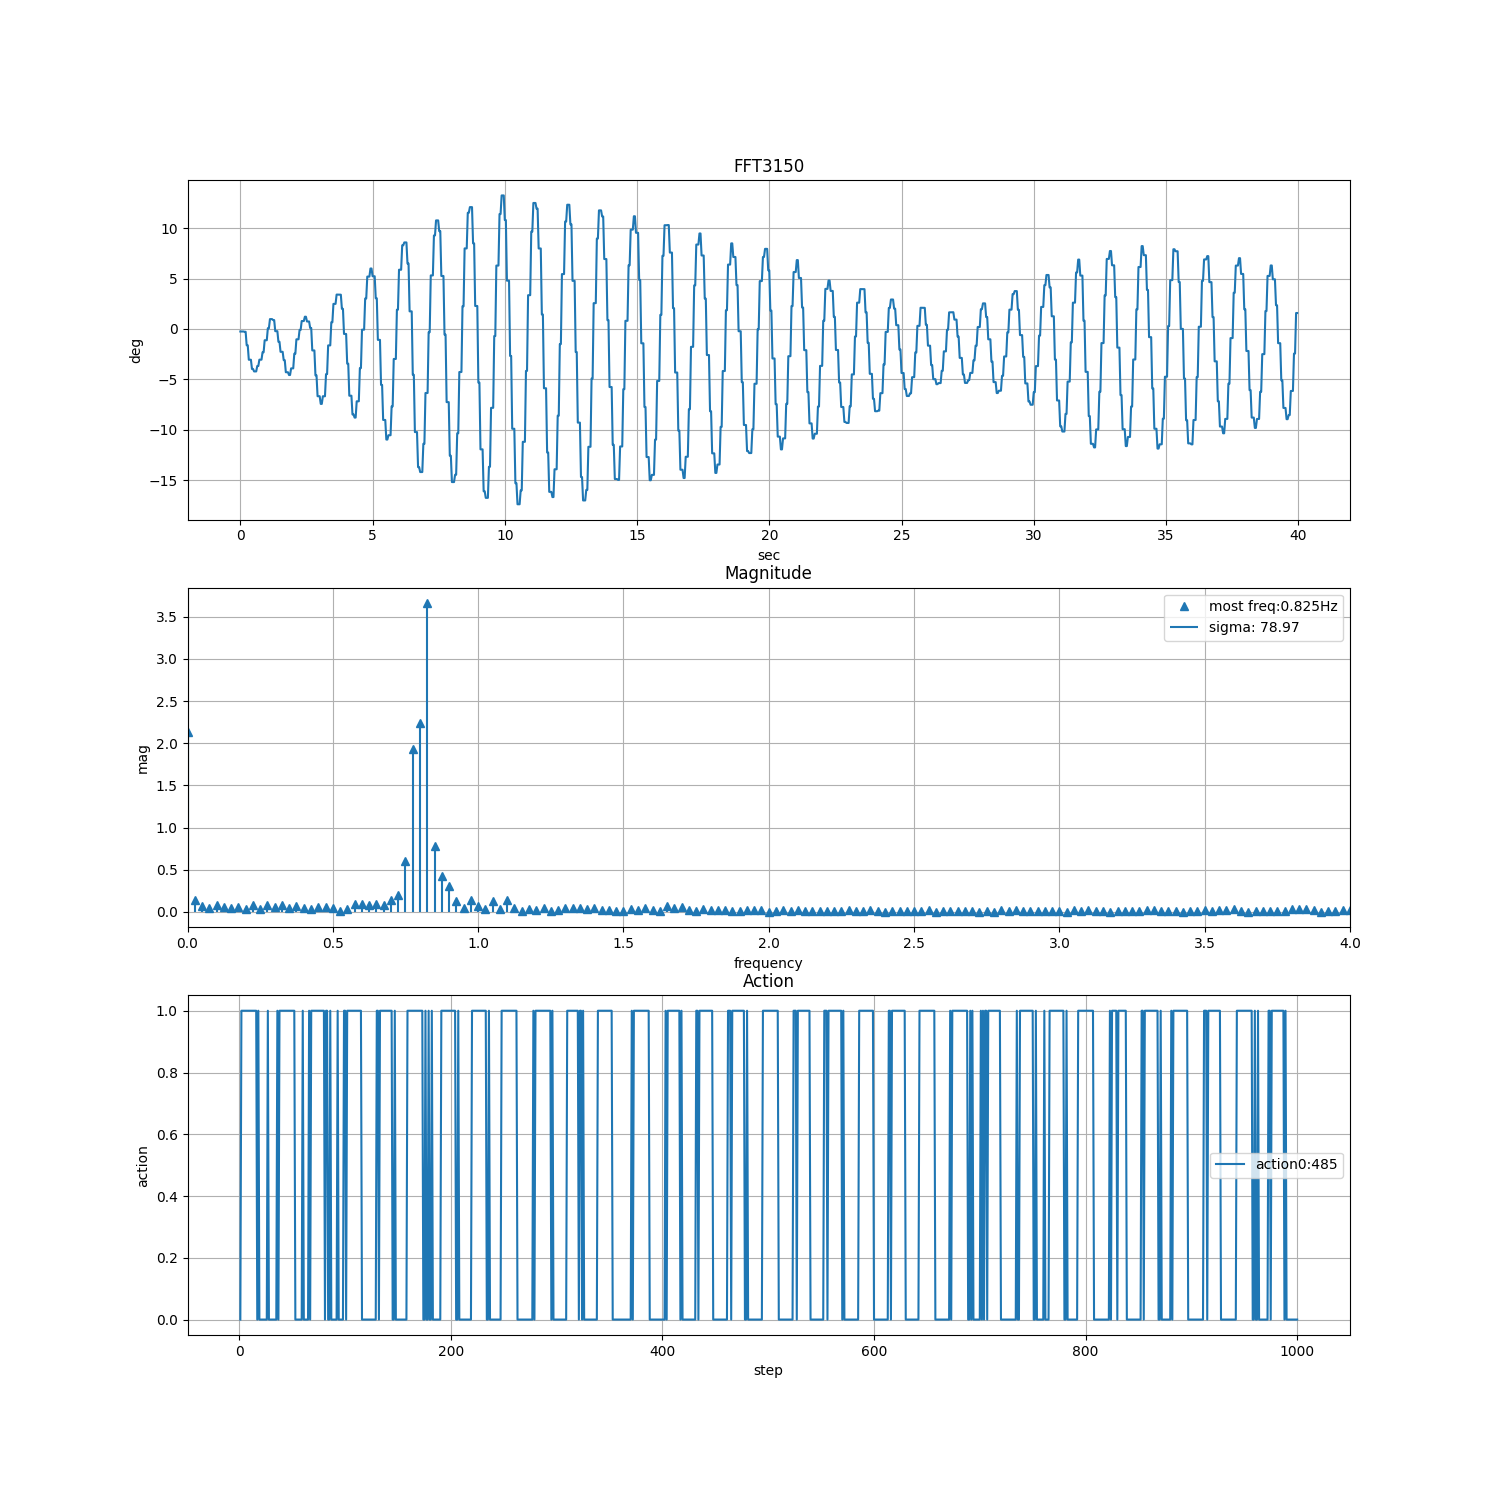 FFT3150
10
5
0
−5
−10
−15
deg
0 5 10 15 20 25 30 35 40
sec
Magnitude
most freq:0.825Hz
sigma: 78.97
3.5
3.0
2.5
2.0
1.5
1.0
0.5
0.0
mag
0.0 0.5 1.0 1.5 2.0 2.5 3.0 3.5 4.0
frequency
Action
1.0
0.8
0.6
0.4
0.2
0.0
action
action0:485
0 200 400 600 800 1000
step